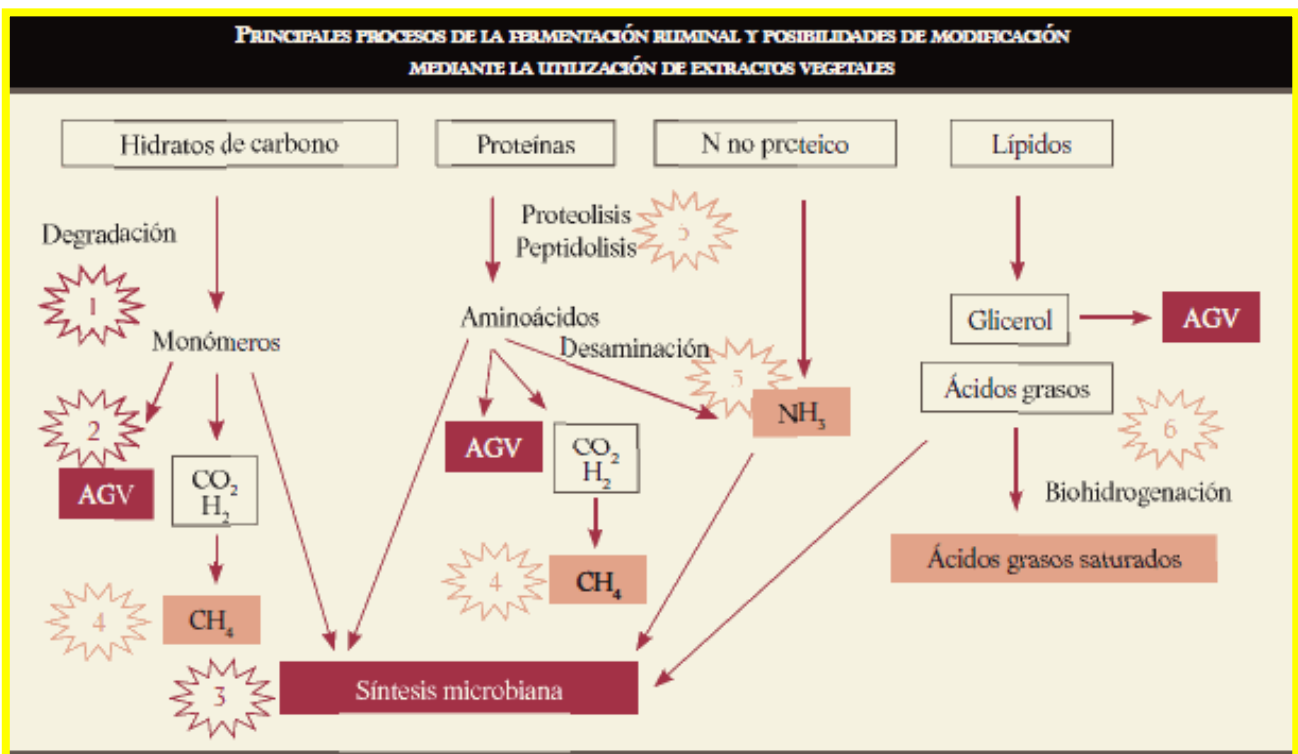 PRINCIPALES PROCESOS DE LA FERMENTACIÓN RUMINAL Y POSIBILIDADES DE MODIFICACIÓN
MEDIANTE LA UTILIZACIÓN DE EXTRACTOS VEGETALES
Hidratos de carbono
Proteínas
N no proteico
Lípidos
Degradación
1
Monómeros
2
AGV
CO₂
H₂
4
CH₄
Proteolisis
Peptidolisis
5
Aminoácidos
Desaminación
5
NH₃
AGV
CO₂
H₂
4
CH₄
Glicerol
AGV
Ácidos grasos
6
Biohidrogenación
Ácidos grasos saturados
3
Síntesis microbiana